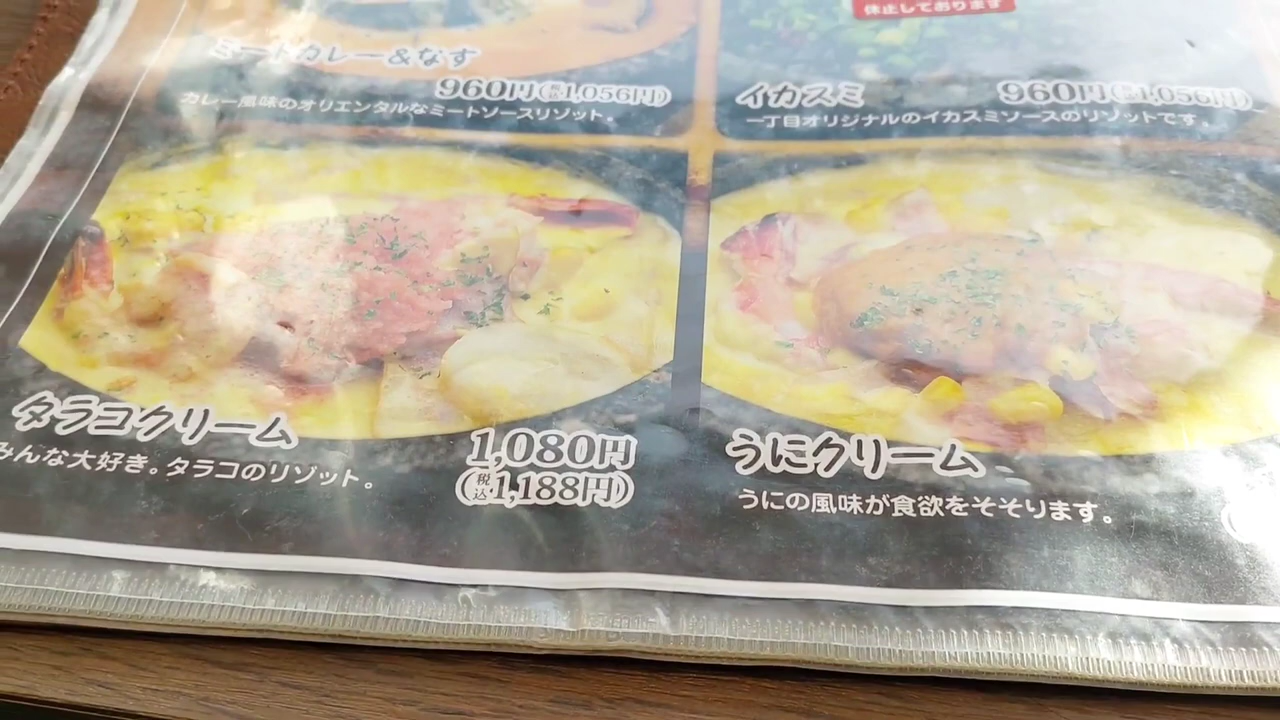 休止しております
ミートカレー&なす
960円(税込1,056円)
カレー風味のオリエンタルなミートソースリゾット。
イカスミ
960円(税込1,056円)
一丁目オリジナルのイカスミソースのリゾットです。
タラコクリーム
1,080円
(税込1,188円)
みんな大好き。タラコのリゾット。
うにクリーム
うにの風味が食欲をそそります。